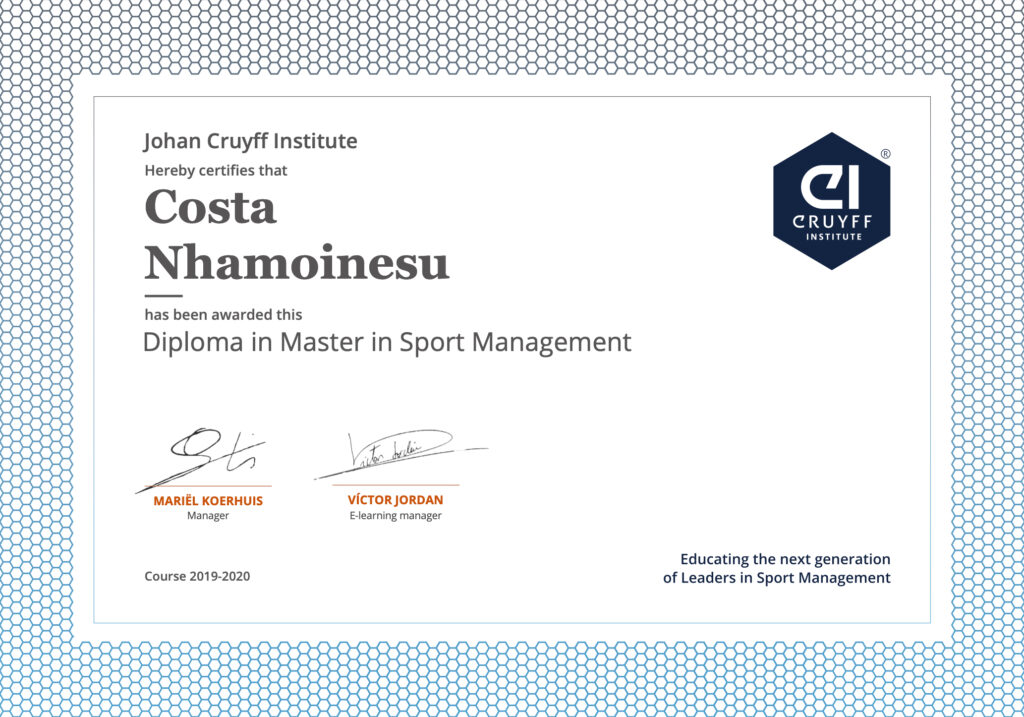 Johan Cruyff Institute
Hereby certifies that
Costa
Nhamoinesu
has been awarded this
Diploma in Master in Sport Management
CI
®
CRUYFF
INSTITUTE
Victor Jordan
MARIËL KOERHUIS
Manager
VÍCTOR JORDAN
E-learning manager
Course 2019-2020
Educating the next generation
of Leaders in Sport Management